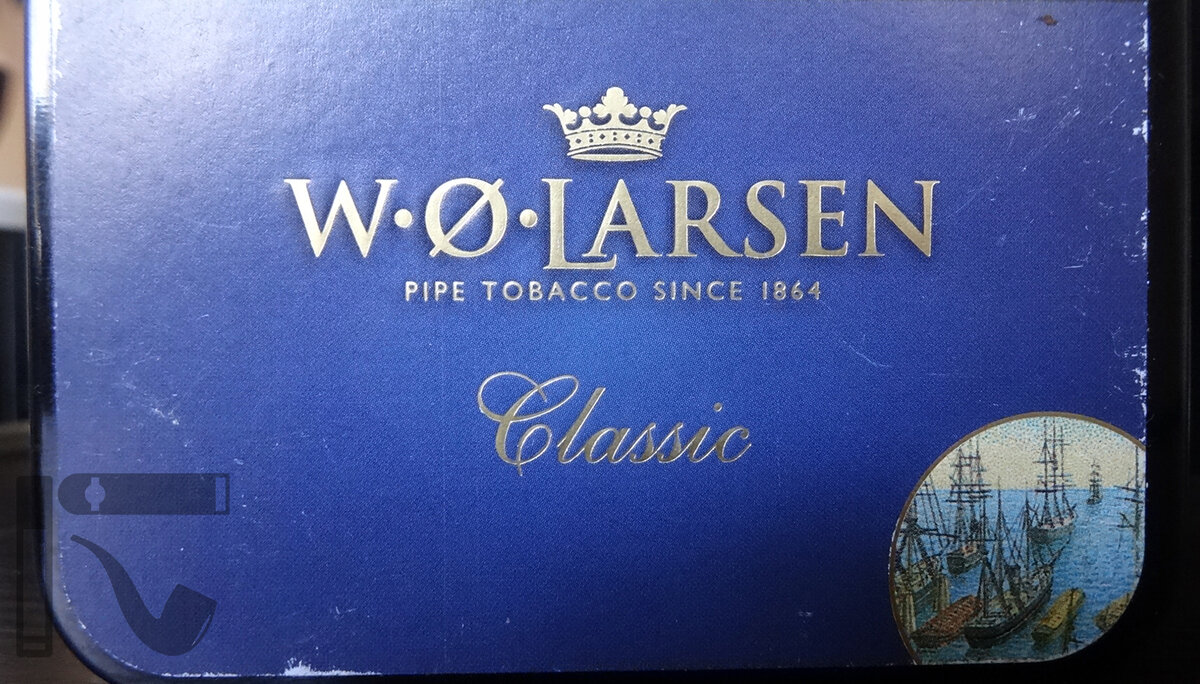 W·Ø·LARSEN
PIPE TOBACCO SINCE 1864
Classic